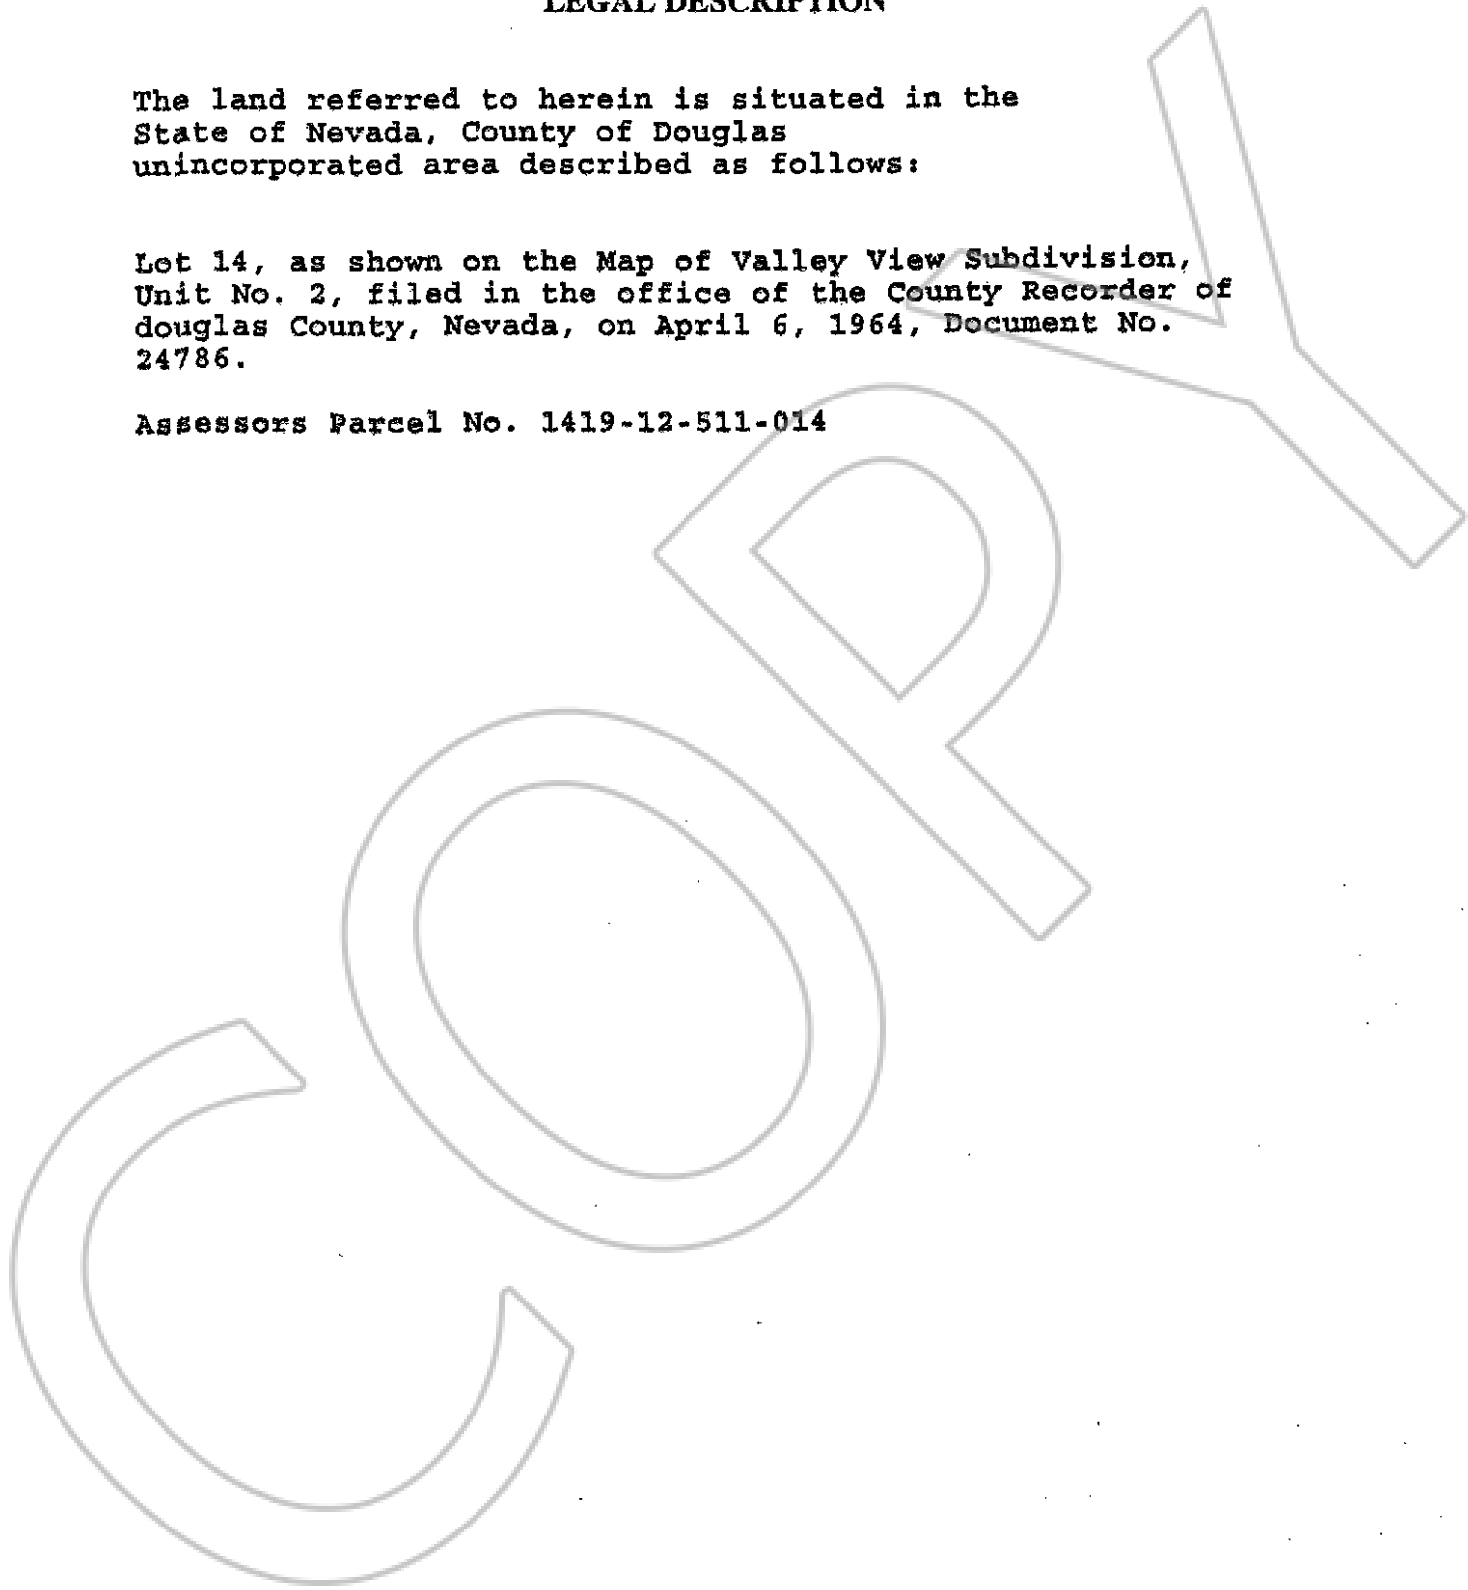 LEGAL DESCRIPTION
The land referred to herein is situated in the
State of Nevada, County of Douglas
unincorporated area described as follows:
Lot 14, as shown on the Map of Valley View Subdivision,
Unit No. 2, filed in the office of the County Recorder of
douglas County, Nevada, on April 6, 1964, Document No.
24786.
Assessors Parcel No. 1419-12-511-014
COPY